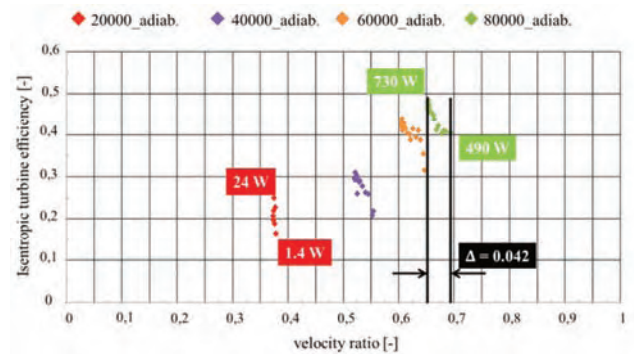 20000_adiab. 40000_adiab. 60000_adiab. 80000_adiab.
Isentropic turbine efficiency [-]
0,6
0,5
0,4
0,3
0,2
0,1
0
730 W
490 W
24 W
1.4 W
Δ = 0.042
0 0,1 0,2 0,3 0,4 0,5 0,6 0,7 0,8 0,9 1
velocity ratio [-]